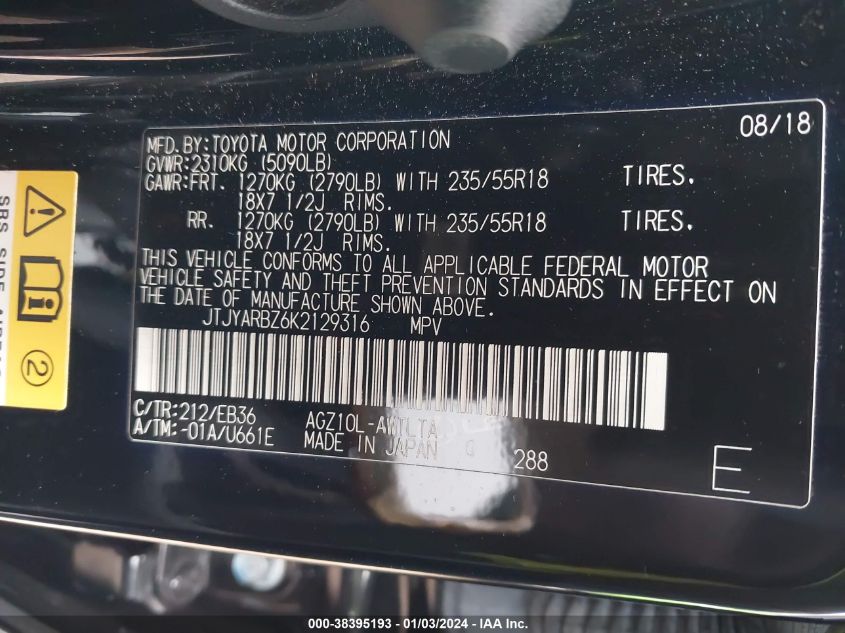 08/18
MFD.BY:TOYOTA MOTOR CORPORATION
GVWR:2310KG (5090LB)
GAWR:FRT. 1270KG (2790LB) WITH 235/55R18 TIRES.
18X7 1/2J RIMS.
RR. 1270KG (2790LB) WITH 235/55R18 TIRES.
18X7 1/2J RIMS.
THIS VEHICLE CONFORMS TO ALL APPLICABLE FEDERAL MOTOR
VEHICLE SAFETY AND THEFT PREVENTION STANDARDS IN EFFECT ON
THE DATE OF MANUFACTURE SHOWN ABOVE.
JTJYARBZ6K2129316 MPV
C/TR:212/EB36 AGZ10L-AWTLTA
A/TM:-01A/U661E MADE IN JAPAN G 288
E
SRS SIDE
2
000-38395193 - 01/03/2024 - IAA Inc.